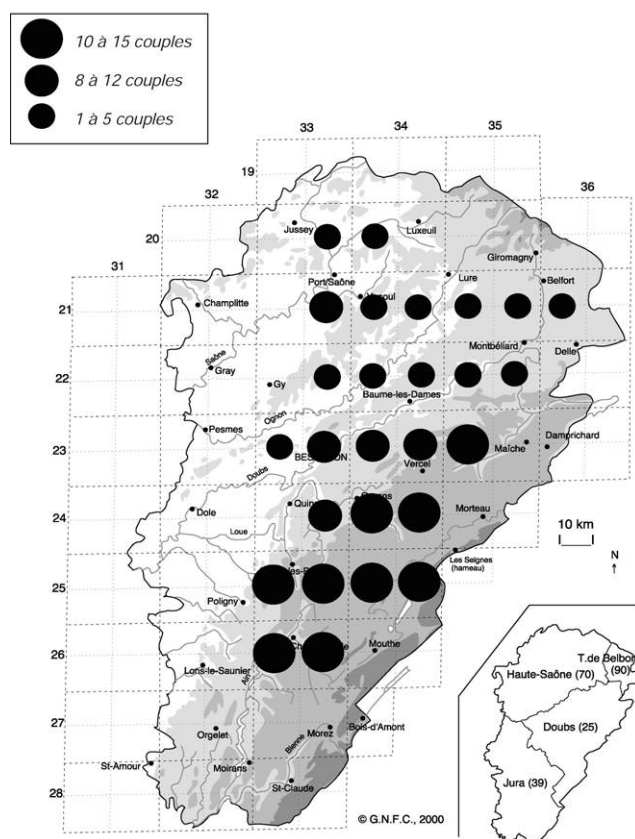 10 à 15 couples
8 à 12 couples
1 à 5 couples
33
34
35
19
36
32
20
Jussey
Luxeuil
Giromagny
31
Port/Saône
Lure
Belfort
21
Champlitte
Saône
Montbéliard
Delle
22
Gray
Gy
Baume-les-Dames
Ognon
Pesmes
23
Doubs
Vercel
Maîche
Damprichard
Dole
24
Loue
Morteau
10 km
Les Seignes
(hameau)
N
25
Poligny
26
Lons-le-Saunier
Ain
Mouthe
T.de Belbort
(90)
Haute-Saône (70)
Doubs (25)
27
Orgelet
Bienne
Morez
Bois-d'Amont
St-Amour
Moirans
St-Claude
Jura (39)
28
© G.N.F.C., 2000